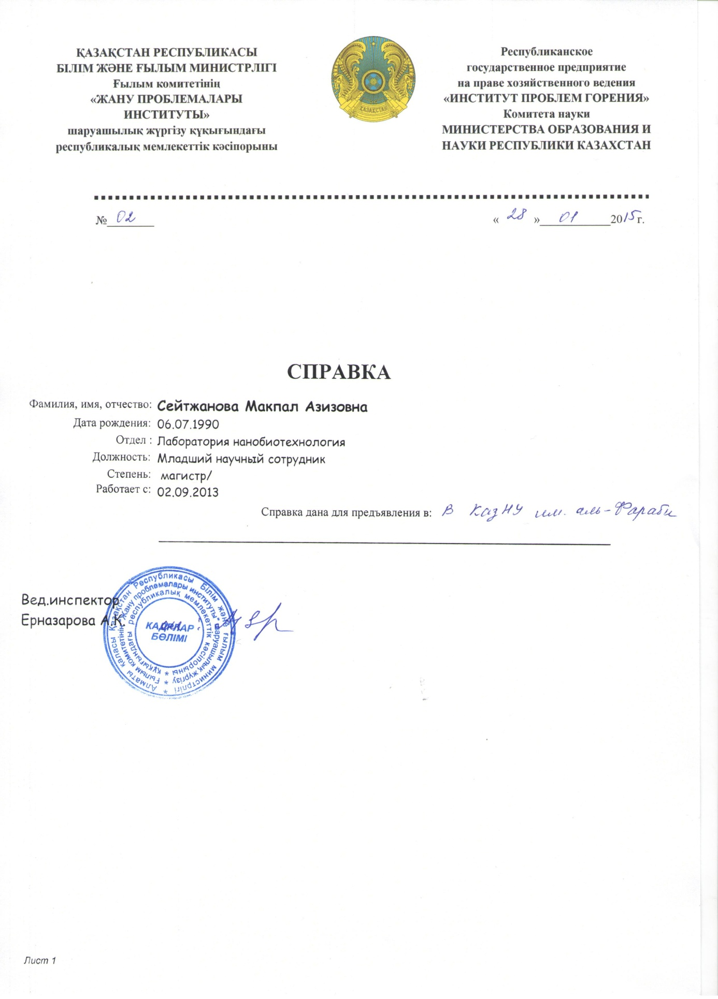 ҚАЗАҚСТАН РЕСПУБЛИКАСЫ
БІЛІМ ЖӘНЕ ҒЫЛЫМ МИНИСТРЛІГІ
Ғылым комитетінің
«ЖАНУ ПРОБЛЕМАЛАРЫ
ИНСТИТУТЫ»
шаруашылық жүргізу құқығындағы
республикалық мемлекеттік кәсіпорыны
ҚАЗАҚСТАН
Республиканское
государственное предприятие
на праве хозяйственного ведения
«ИНСТИТУТ ПРОБЛЕМ ГОРЕНИЯ»
Комитета науки
МИНИСТЕРСТВА ОБРАЗОВАНИЯ И
НАУКИ РЕСПУБЛИКИ КАЗАХСТАН
№ 02 « 28 » 01 2015г.
СПРАВКА
Фамилия, имя, отчество: Сейтжанова Макпал Азизовна
Дата рождения: 06.07.1990
Отдел : Лаборатория нанобиотехнология
Должность: Младший научный сотрудник
Степень: магистр/
Работает с: 02.09.2013
Справка дана для предъявления в: В КазНУ им. аль-Фараби
Вед.инспектор
Ерназарова А.К.
Алматы қаласы Қазақстан Республикасы Білім және ғылым министрлігі *
Ғылым комитетінің "Жану проблемалары институты" шаруашылық жүргізу *
құқығындағы республикалық мемлекеттік кәсіпорыны *
КАДРЛАР
БӨЛІМІ
Лист 1